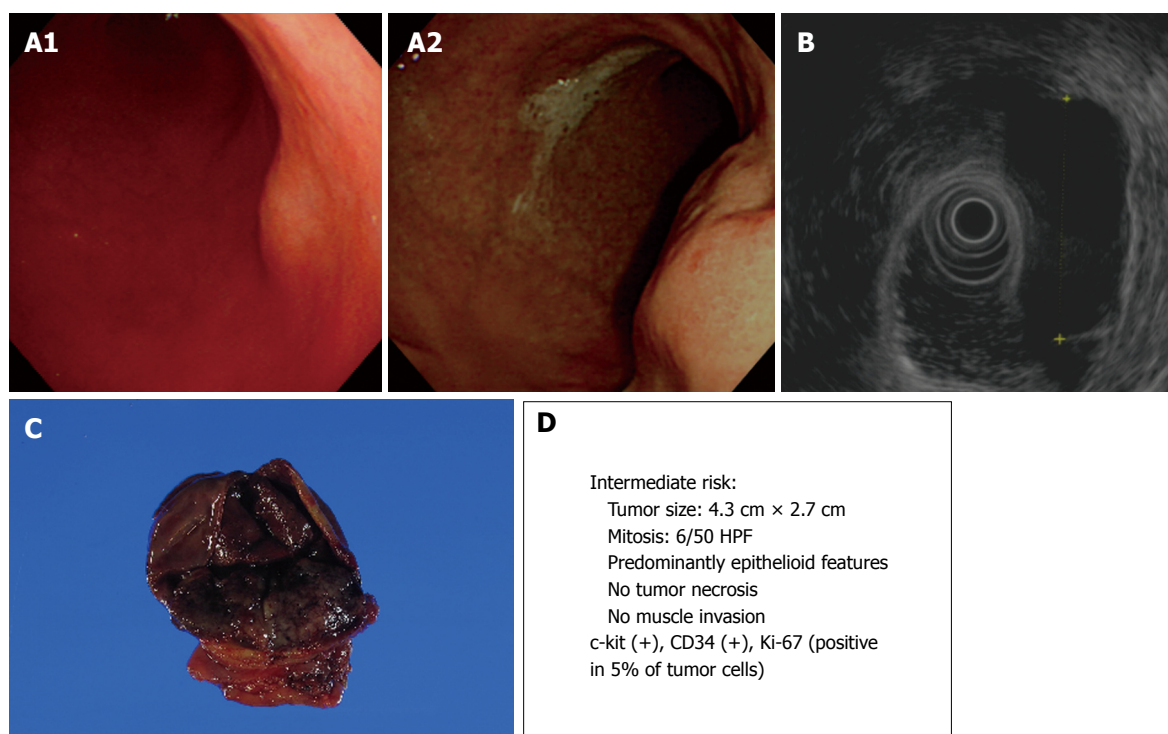 A1
A2
B
C
D
Intermediate risk:
Tumor size: 4.3 cm × 2.7 cm
Mitosis: 6/50 HPF
Predominantly epithelioid features
No tumor necrosis
No muscle invasion
c-kit (+), CD34 (+), Ki-67 (positive
in 5% of tumor cells)